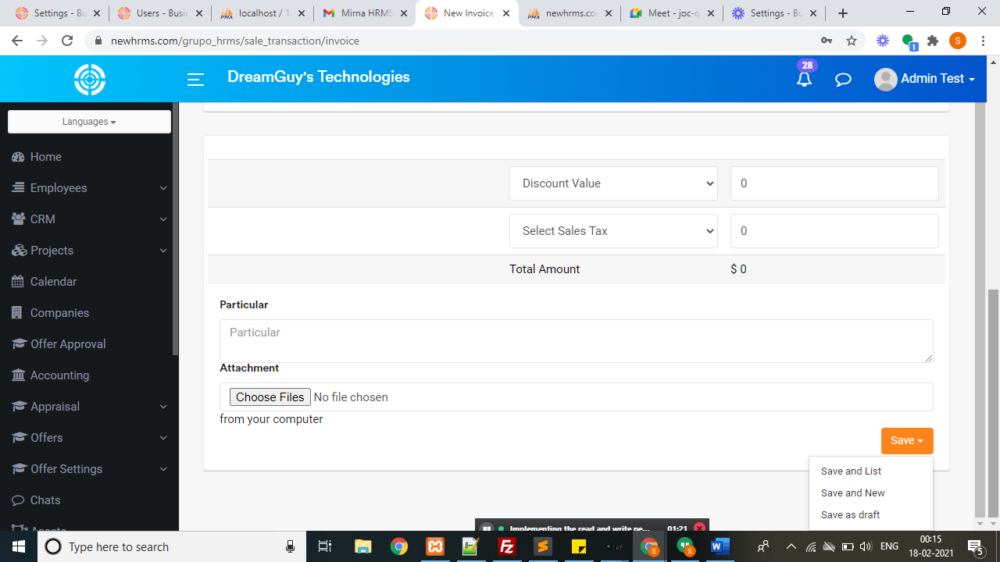 Settings - Bu
Users - Busin
localhost / 12
Mirna HRMS
New Invoice
newhrms.co
Meet - joc-q
Settings - Bu
newhrms.com/grupo_hrms/sale_transaction/invoice
S
1
DreamGuy's Technologies
28
Admin Test
Languages
Home
Employees
CRM
Projects
Calendar
Companies
Offer Approval
Accounting
Appraisal
Offers
Offer Settings
Chats
Assets
Discount Value
0
Select Sales Tax
0
Total Amount
$ 0
Particular
Particular
Attachment
Choose Files No file chosen
from your computer
Save
Save and List
Save and New
Save as draft
Implementing the read and write pe... 01:21
Type here to search
ENG
00:15
18-02-2021
5